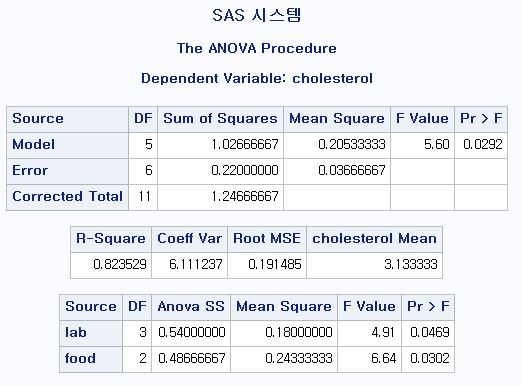 SAS 시스템
The ANOVA Procedure
Dependent Variable: cholesterol
Source DF Sum of Squares Mean Square F Value Pr > F
Model 5 1.02666667 0.20533333 5.60 0.0292
Error 6 0.22000000 0.03666667
Corrected Total 11 1.24666667
R-Square Coeff Var Root MSE cholesterol Mean
0.823529 6.111237 0.191485 3.133333
Source DF Anova SS Mean Square F Value Pr > F
lab 3 0.54000000 0.18000000 4.91 0.0469
food 2 0.48666667 0.24333333 6.64 0.0302